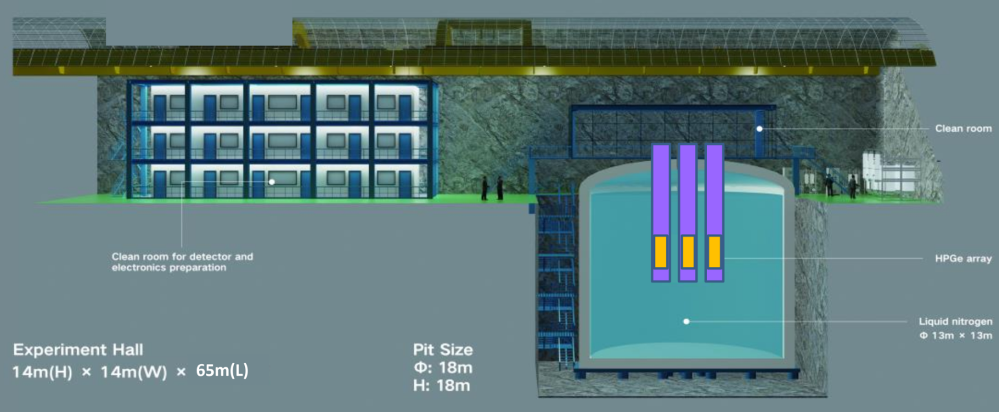 Clean room
Clean room for detector and
electronics preparation
HPGe array
Liquid nitrogen
Φ 13m × 13m
Experiment Hall
14m(H) × 14m(W) × 65m(L)
Pit Size
Φ: 18m
H: 18m